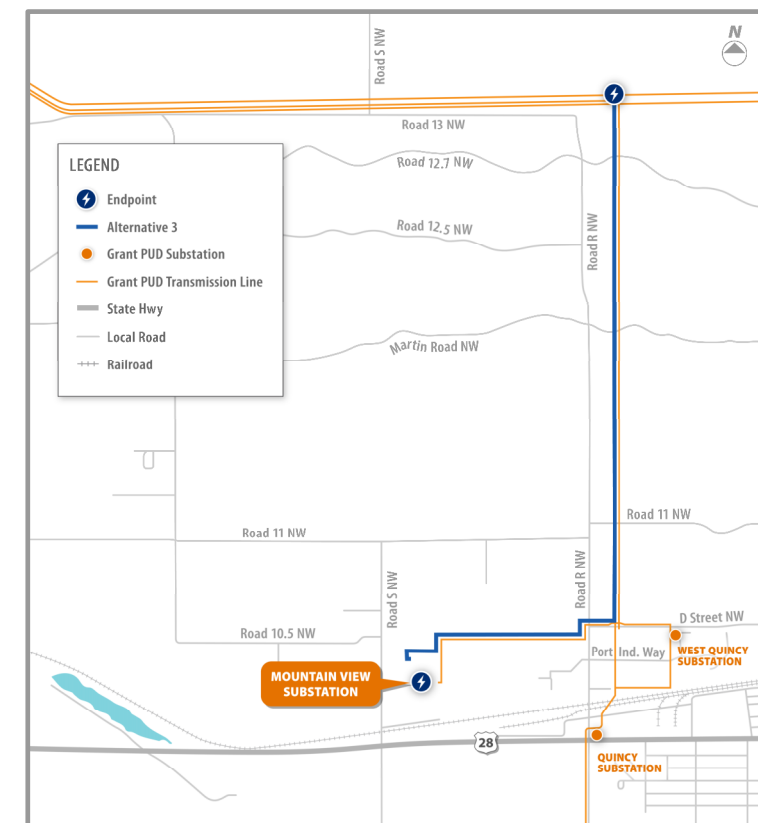 N
Road S NW
Road 13 NW
Road 12.7 NW
Road 12.5 NW
Road R NW
Martin Road NW
LEGEND
Endpoint
Alternative 3
Grant PUD Substation
Grant PUD Transmission Line
State Hwy
Local Road
Railroad
Road 11 NW
Road 11 NW
Road S NW
Road R NW
Road 10.5 NW
D Street NW
Port Ind. Way
WEST QUINCY
SUBSTATION
MOUNTAIN VIEW
SUBSTATION
28
QUINCY
SUBSTATION